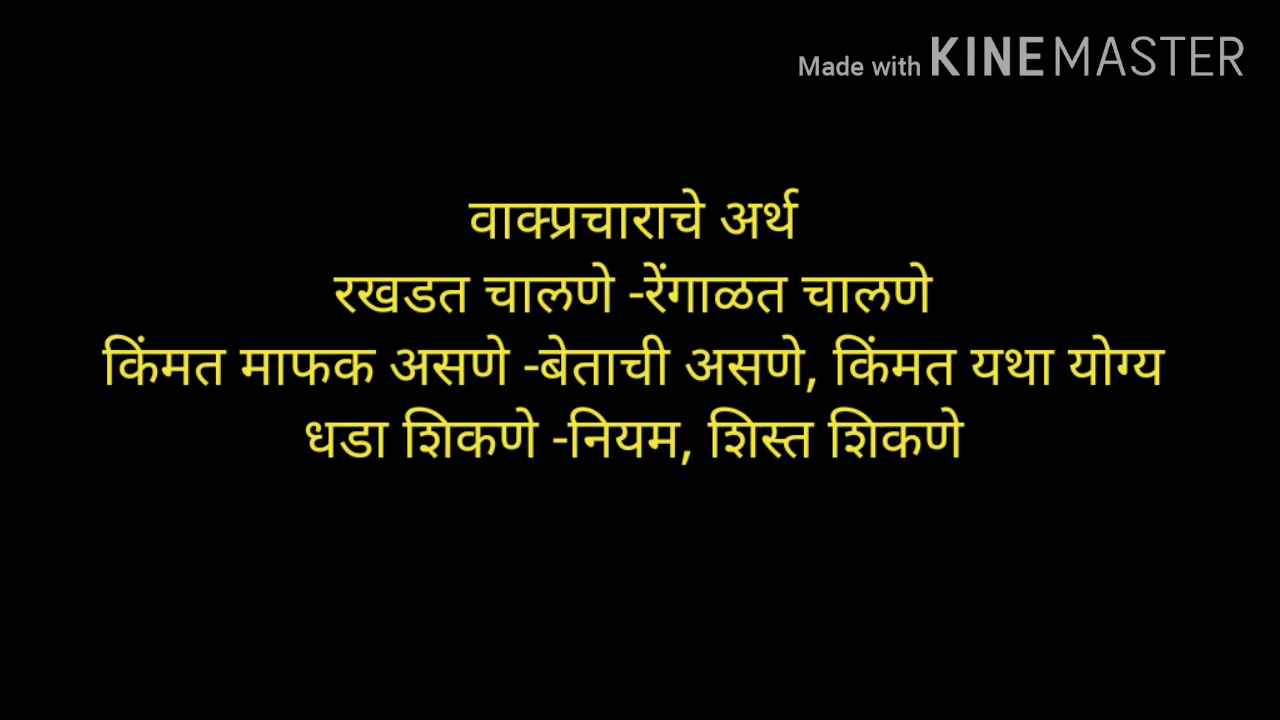 Made with KINEMASTER
वाक्प्रचाराचे अर्थ
रखडत चालणे -रेंगाळत चालणे
किंमत माफक असणे -बेताची असणे, किंमत यथा योग्य
धडा शिकणे -नियम, शिस्त शिकणे